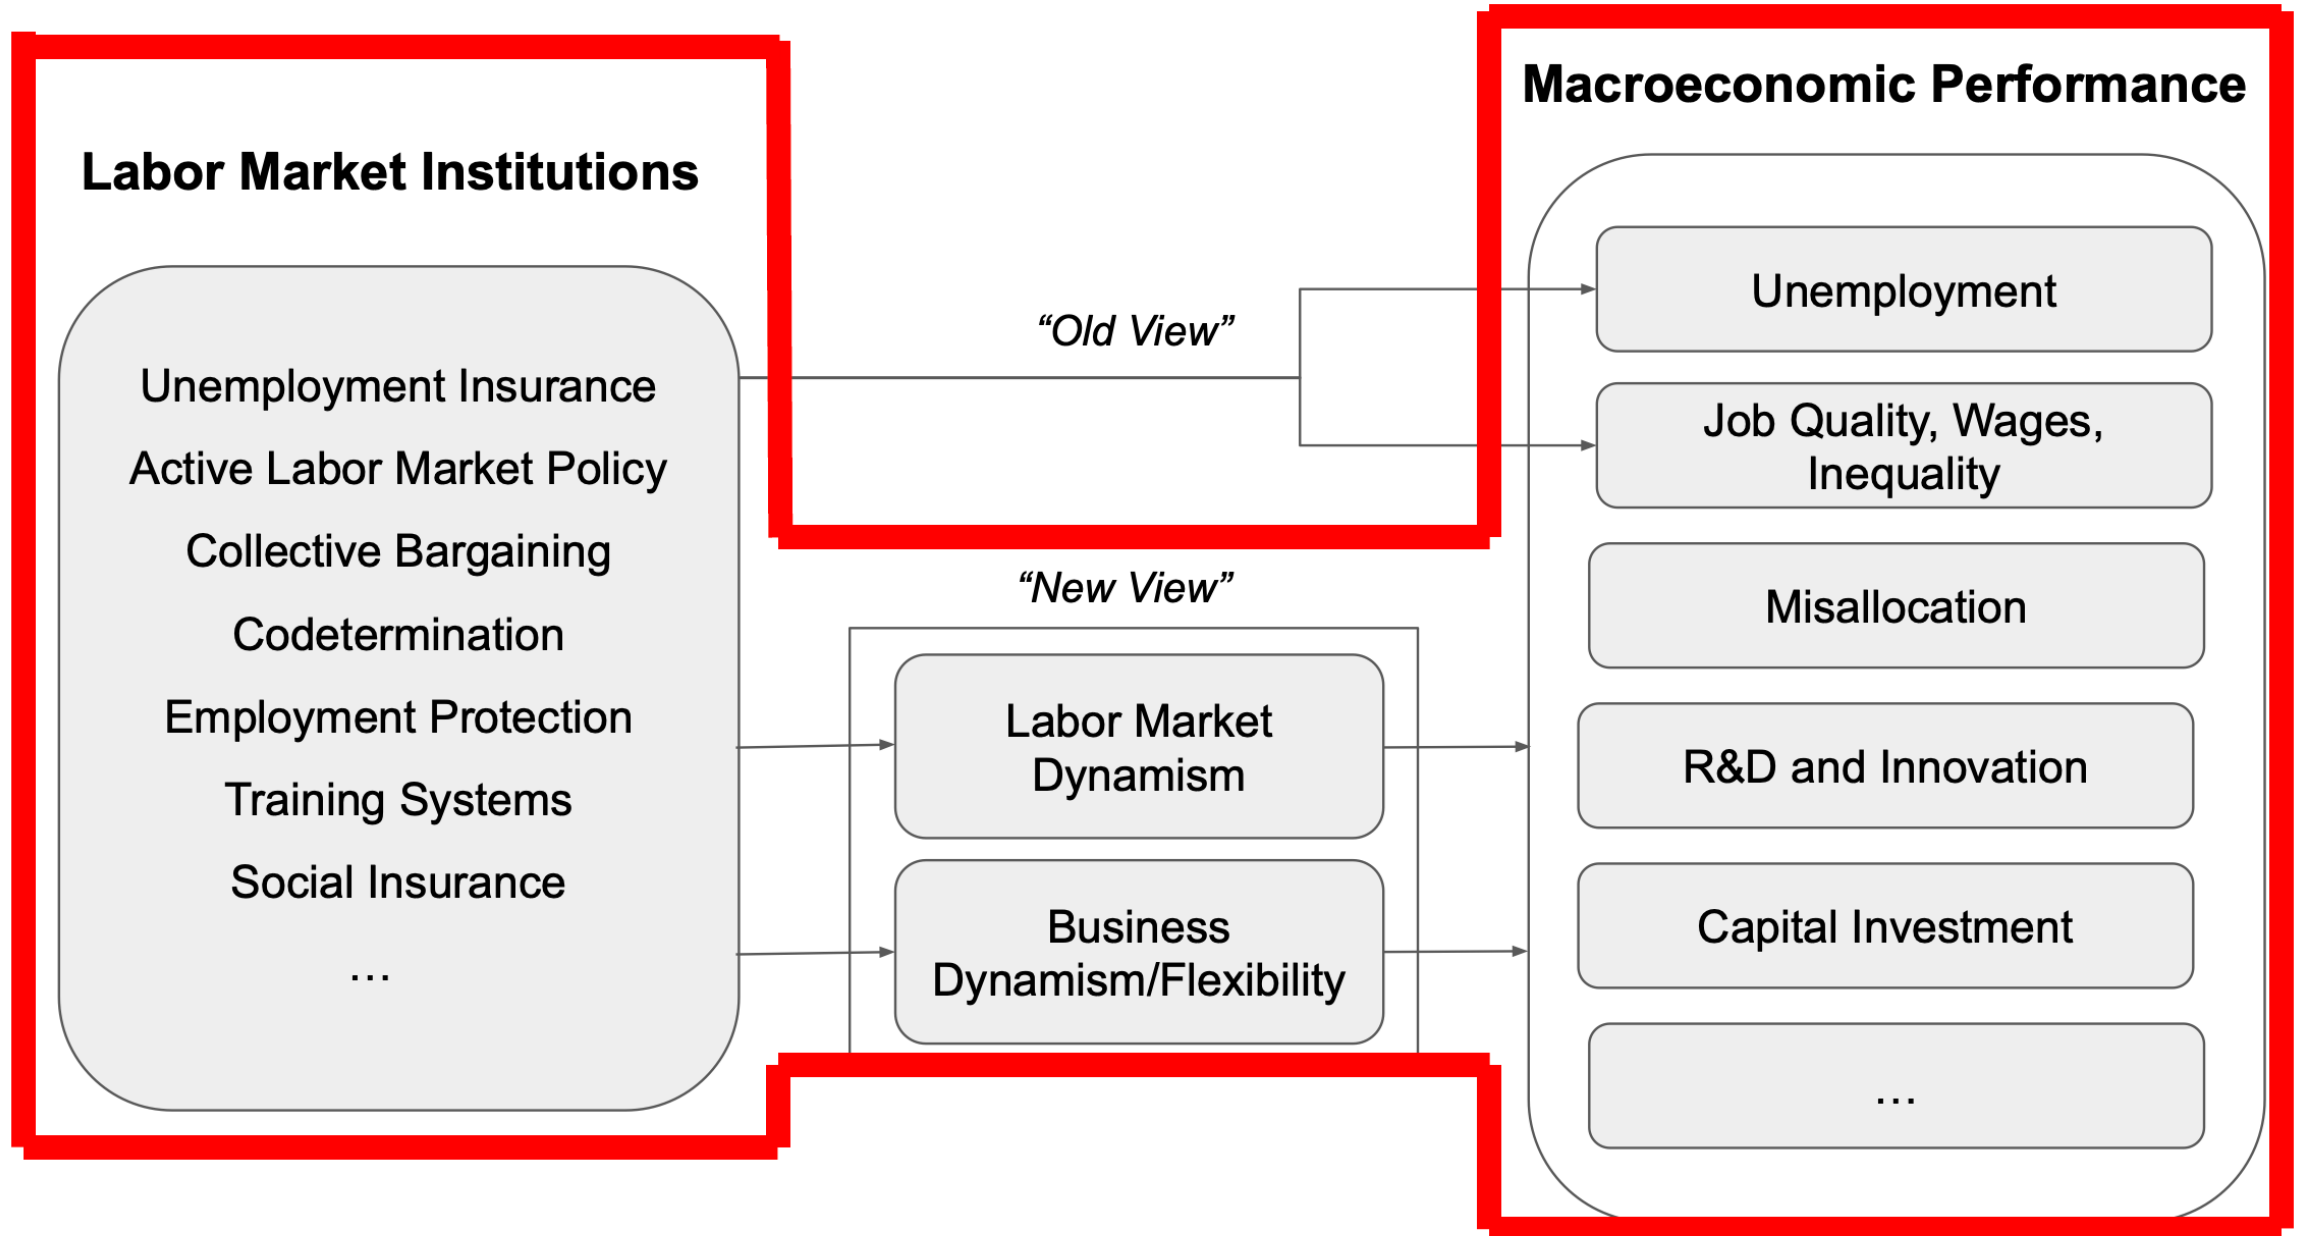 Labor Market Institutions
Unemployment Insurance
Active Labor Market Policy
Collective Bargaining
Codetermination
Employment Protection
Training Systems
Social Insurance
…
“Old View”
“New View”
Labor Market
Dynamism
Business
Dynamism/Flexibility
Macroeconomic Performance
Unemployment
Job Quality, Wages,
Inequality
Misallocation
R&D and Innovation
Capital Investment
…